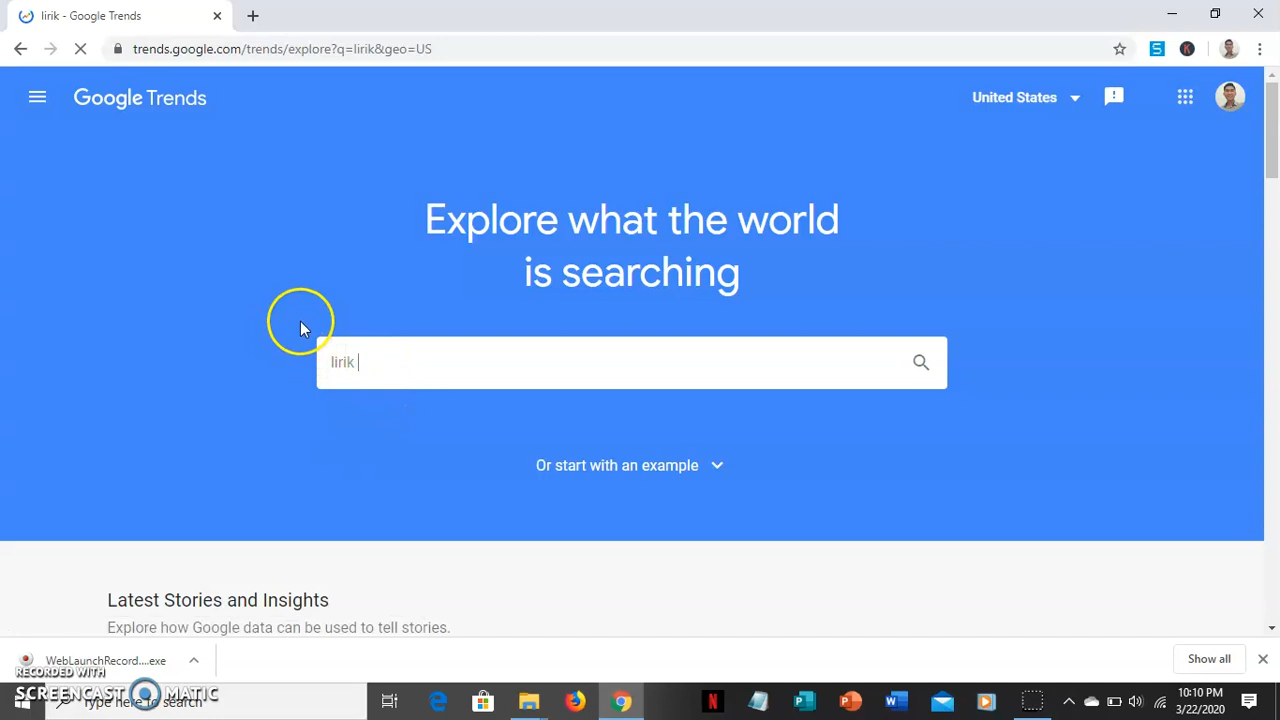 lirik - Google Trends
trends.google.com/trends/explore?q=lirik&geo=US
Google Trends
United States
Explore what the world
is searching
lirik
Or start with an example
Latest Stories and Insights
Explore how Google data can be used to tell stories.
WebLaunchRecord....exe
Show all
RECORDED WITH
SCREENCAST MATIC
Type here to search
10:10 PM
3/22/2020